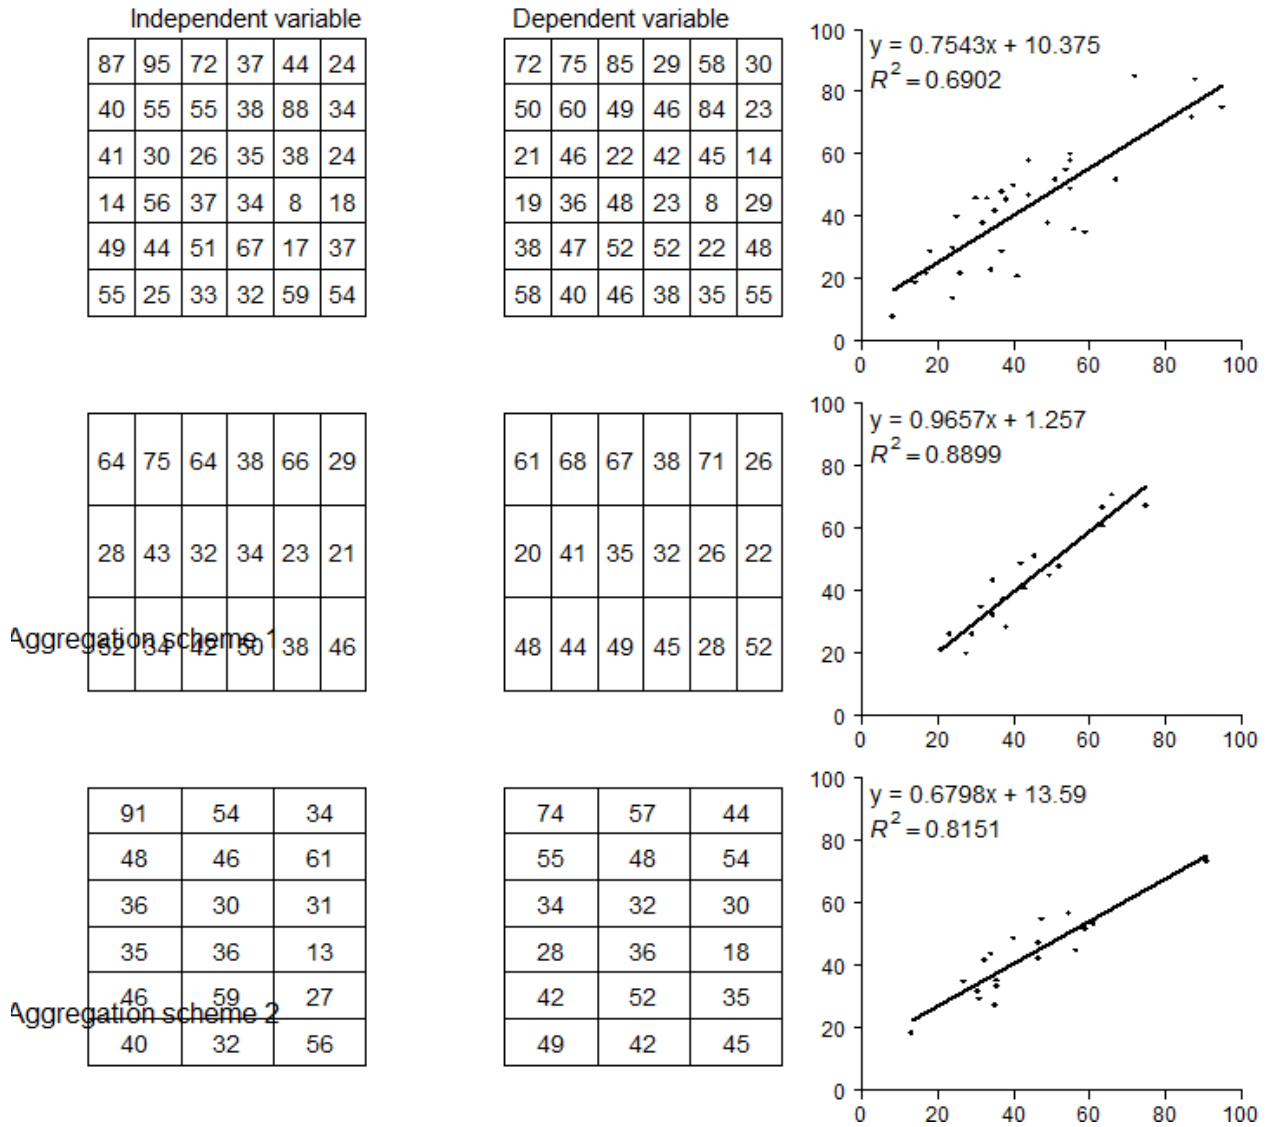 Independent variable
Dependent variable
87 95 72 37 44 24
40 55 55 38 88 34
41 30 26 35 38 24
14 56 37 34 8 18
49 44 51 67 17 37
55 25 33 32 59 54
72 75 85 29 58 30
50 60 49 46 84 23
21 46 22 42 45 14
19 36 48 23 8 29
38 47 52 52 22 48
58 40 46 38 35 55
y = 0.7543x + 10.375
R² = 0.6902
100
80
60
40
20
0
0 20 40 60 80 100
64 75 64 38 66 29
28 43 32 34 23 21
52 34 42 50 38 46
Aggregation scheme 1
61 68 67 38 71 26
20 41 35 32 26 22
48 44 49 45 28 52
y = 0.9657x + 1.257
R² = 0.8899
100
80
60
40
20
0
0 20 40 60 80 100
91 54 34
48 46 61
36 30 31
35 36 13
46 59 27
Aggregation scheme 2
40 32 56
74 57 44
55 48 54
34 32 30
28 36 18
42 52 35
49 42 45
y = 0.6798x + 13.59
R² = 0.8151
100
80
60
40
20
0
0 20 40 60 80 100